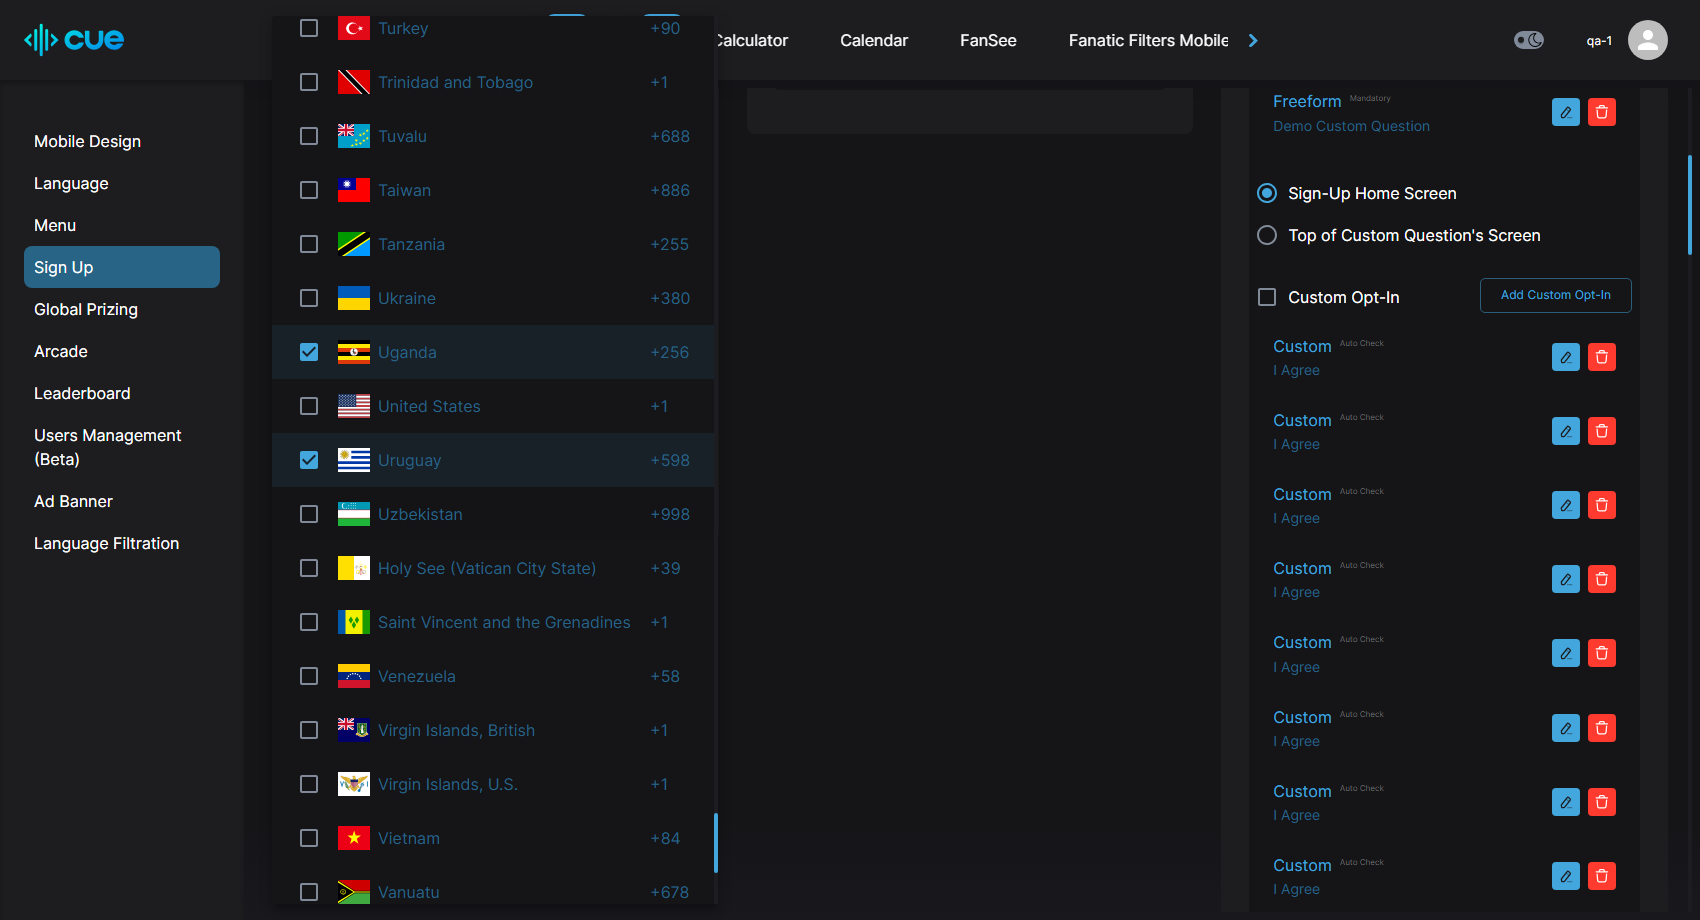 cue
Calculator
Calendar
FanSee
Fanatic Filters Mobile
qa-1
Mobile Design
Language
Menu
Sign Up
Global Prizing
Arcade
Leaderboard
Users Management
(Beta)
Ad Banner
Language Filtration
Turkey +90
Trinidad and Tobago +1
Tuvalu +688
Taiwan +886
Tanzania +255
Ukraine +380
Uganda +256
United States +1
Uruguay +598
Uzbekistan +998
Holy See (Vatican City State) +39
Saint Vincent and the Grenadines +1
Venezuela +58
Virgin Islands, British +1
Virgin Islands, U.S. +1
Vietnam +84
Vanuatu +678
Freeform Mandatory
Demo Custom Question
Sign-Up Home Screen
Top of Custom Question's Screen
Custom Opt-In
Add Custom Opt-In
Custom Auto Check
I Agree
Custom Auto Check
I Agree
Custom Auto Check
I Agree
Custom Auto Check
I Agree
Custom Auto Check
I Agree
Custom Auto Check
I Agree
Custom Auto Check
I Agree
Custom Auto Check
I Agree